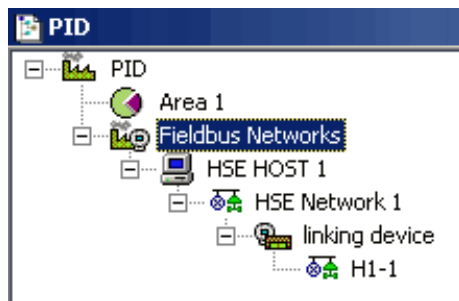 PID
PID
Area 1
Fieldbus Networks
HSE HOST 1
HSE Network 1
linking device
H1-1